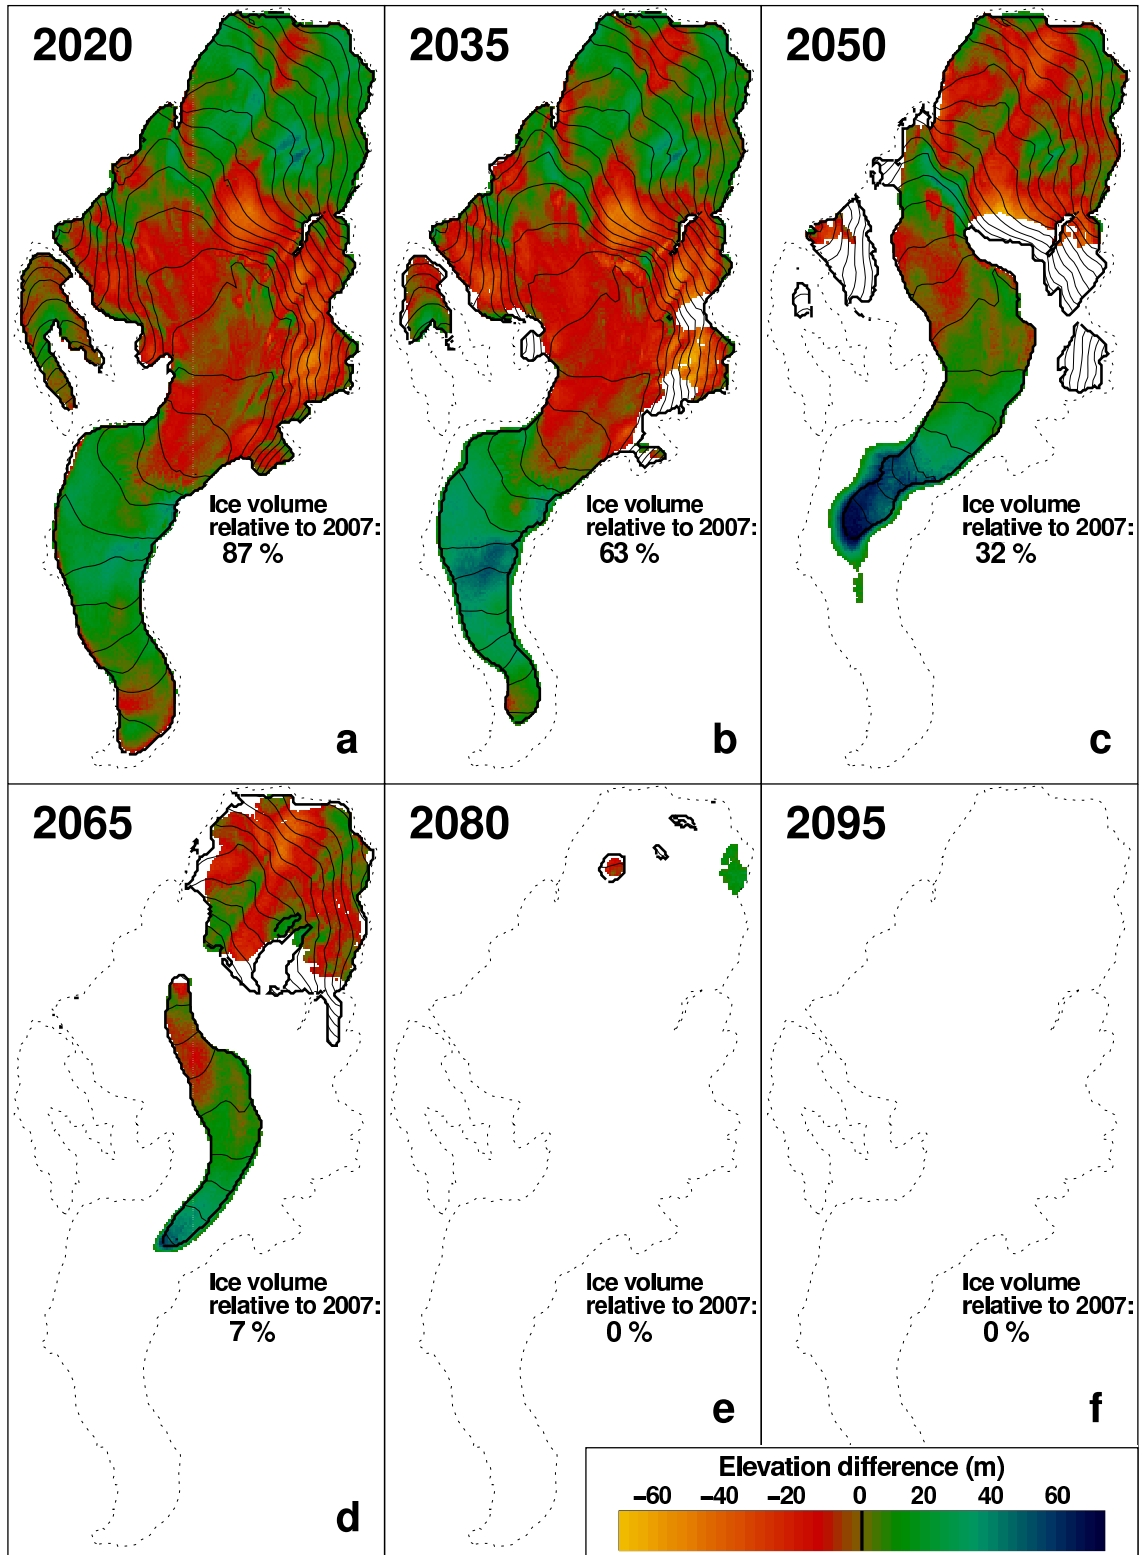 2020
a
Ice volume
relative to 2007:
87 %
2035
b
Ice volume
relative to 2007:
63 %
2050
c
Ice volume
relative to 2007:
32 %
2065
d
Ice volume
relative to 2007:
7 %
2080
e
Ice volume
relative to 2007:
0 %
2095
f
Ice volume
relative to 2007:
0 %
Elevation difference (m)
−60 −40 −20 0 20 40 60